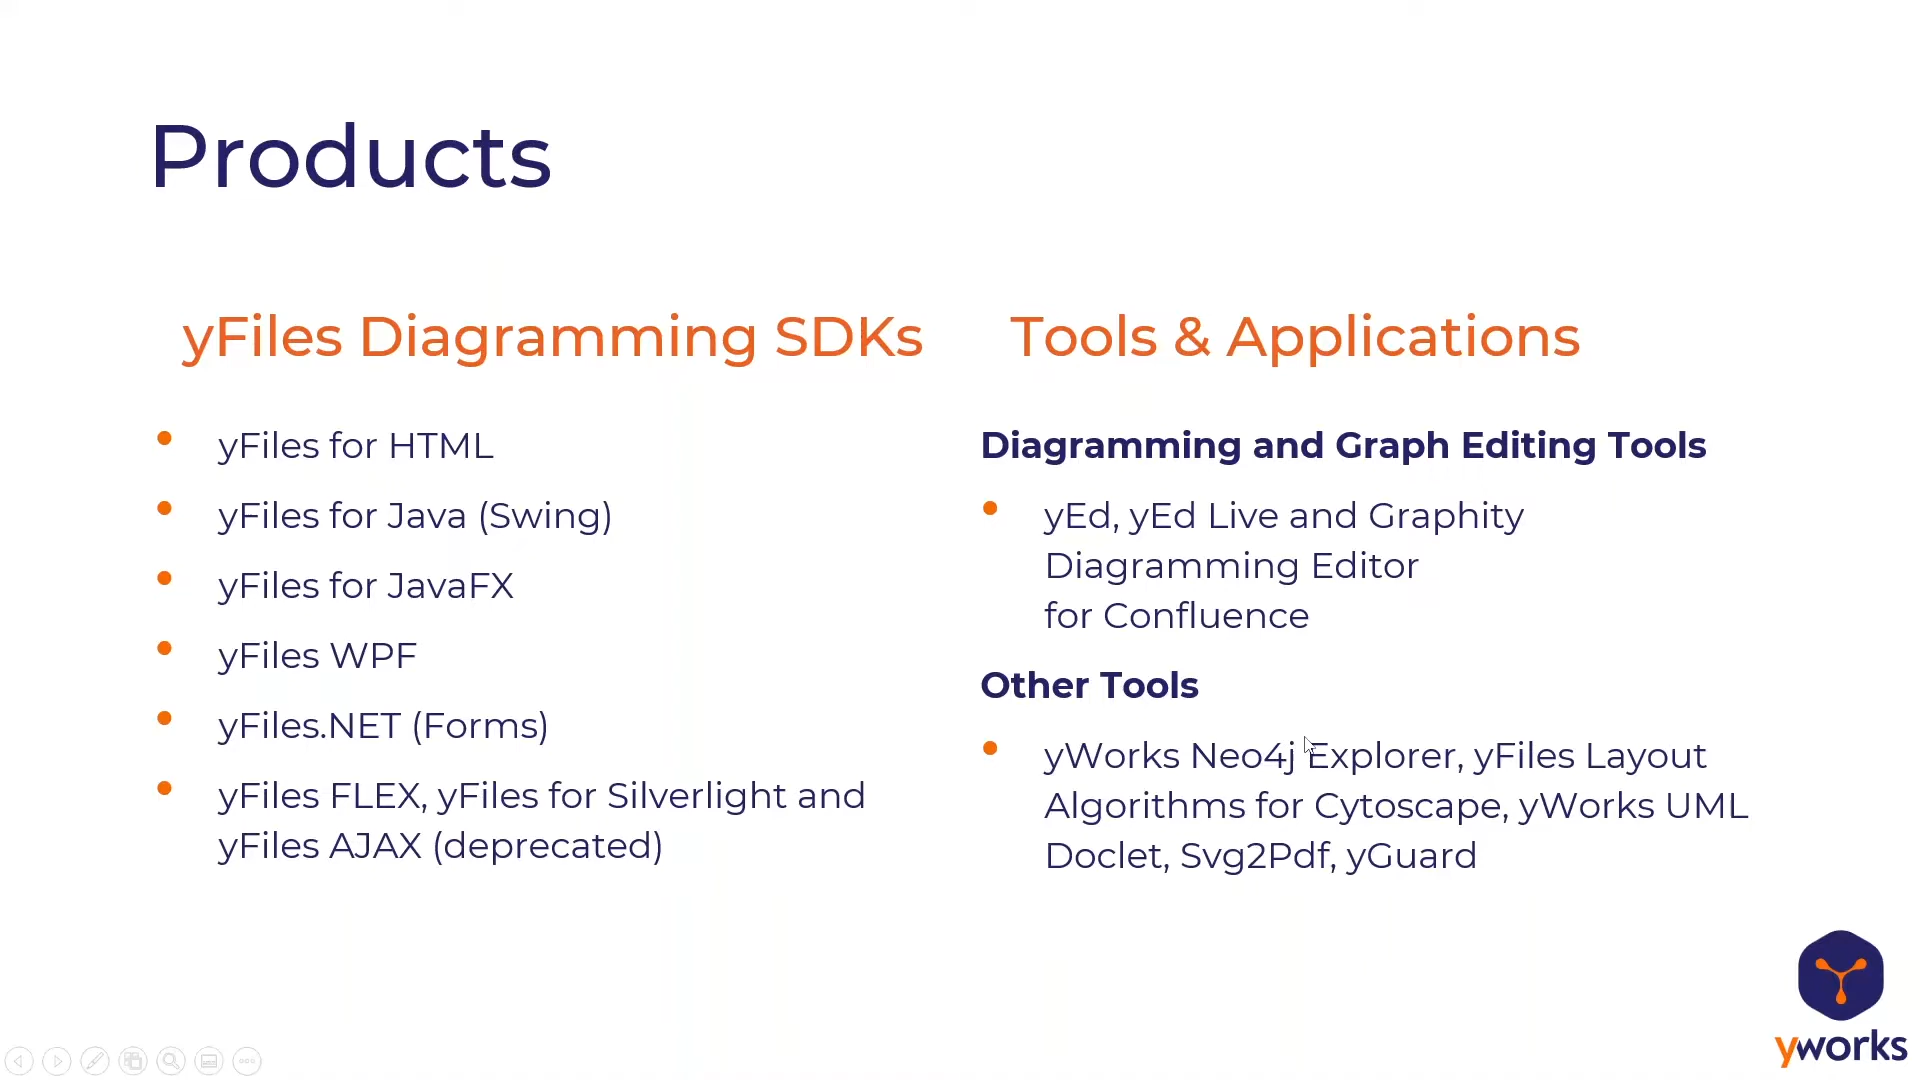 Products
yFiles Diagramming SDKs
yFiles for HTML
yFiles for Java (Swing)
yFiles for JavaFX
yFiles WPF
yFiles.NET (Forms)
yFiles FLEX, yFiles for Silverlight and
yFiles AJAX (deprecated)
Tools & Applications
Diagramming and Graph Editing Tools
yEd, yEd Live and Graphity
Diagramming Editor
for Confluence
Other Tools
yWorks Neo4j Explorer, yFiles Layout
Algorithms for Cytoscape, yWorks UML
Doclet, Svg2Pdf, yGuard
yworks